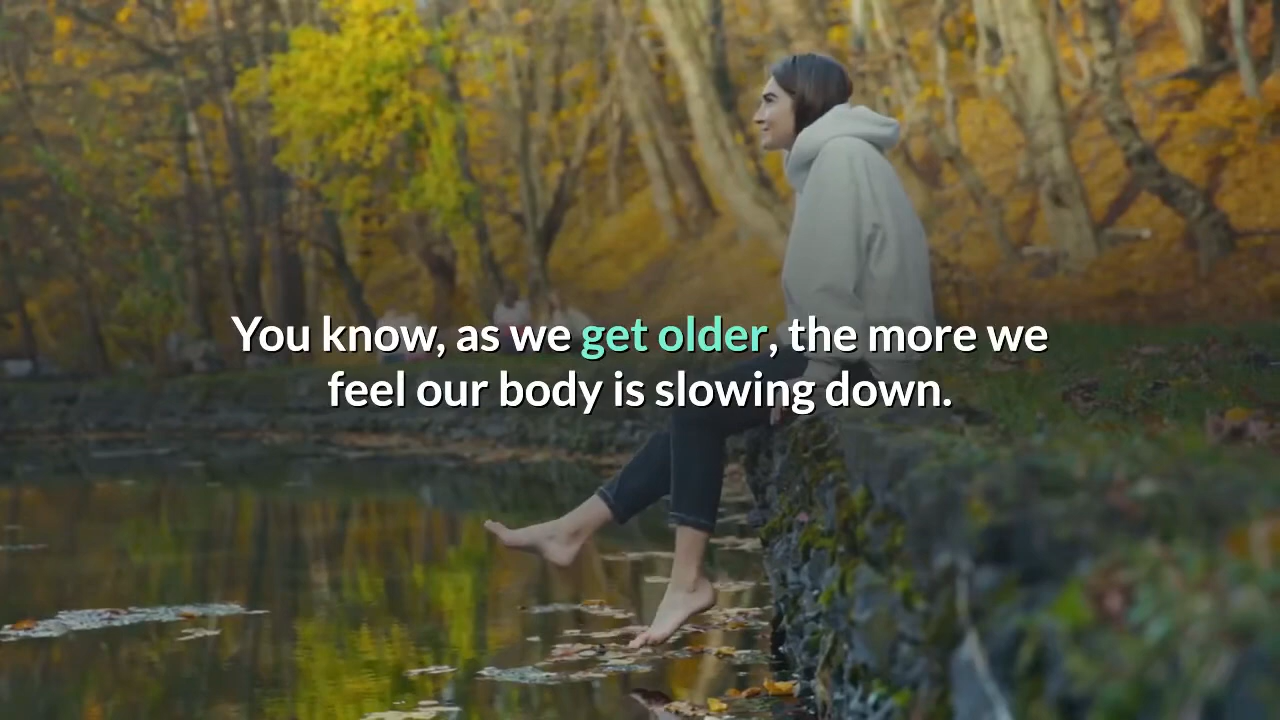 You know, as we get older, the more we
feel our body is slowing down.